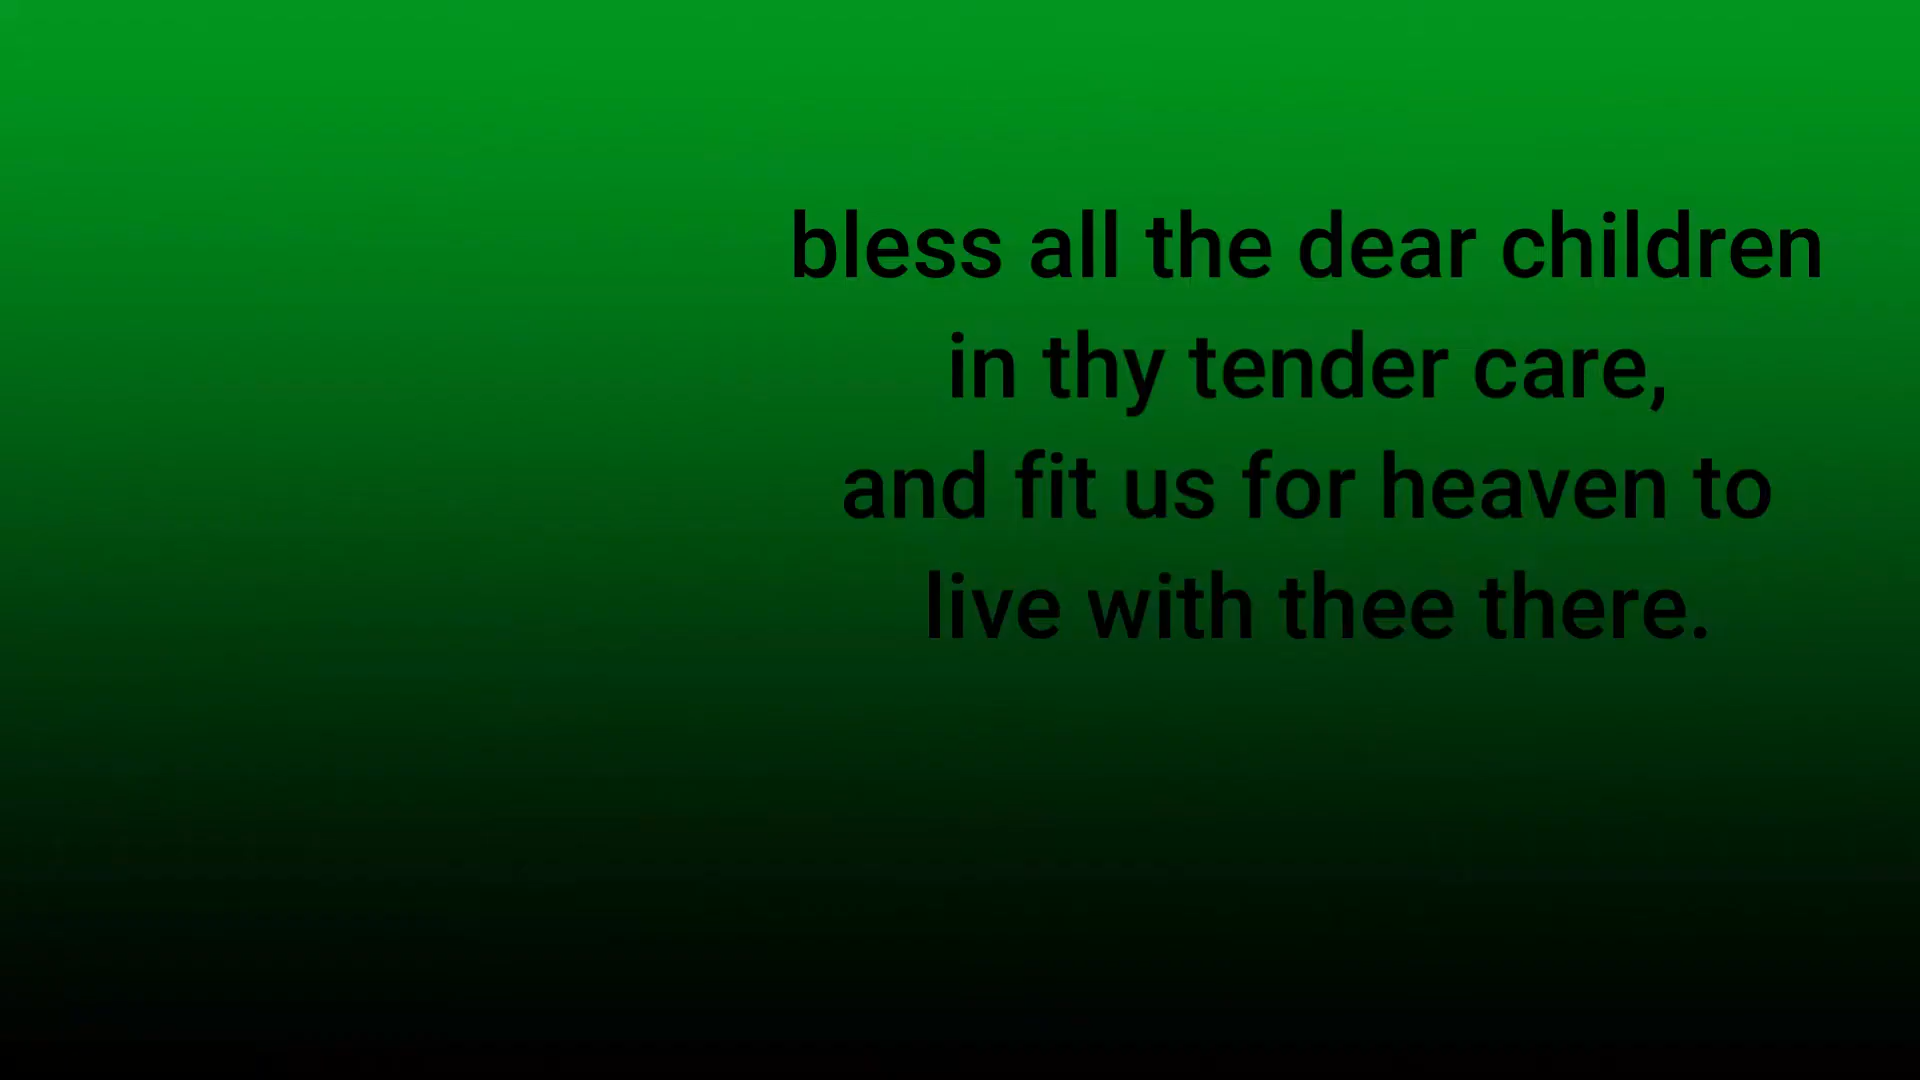 bless all the dear children
in thy tender care,
and fit us for heaven to
live with thee there.